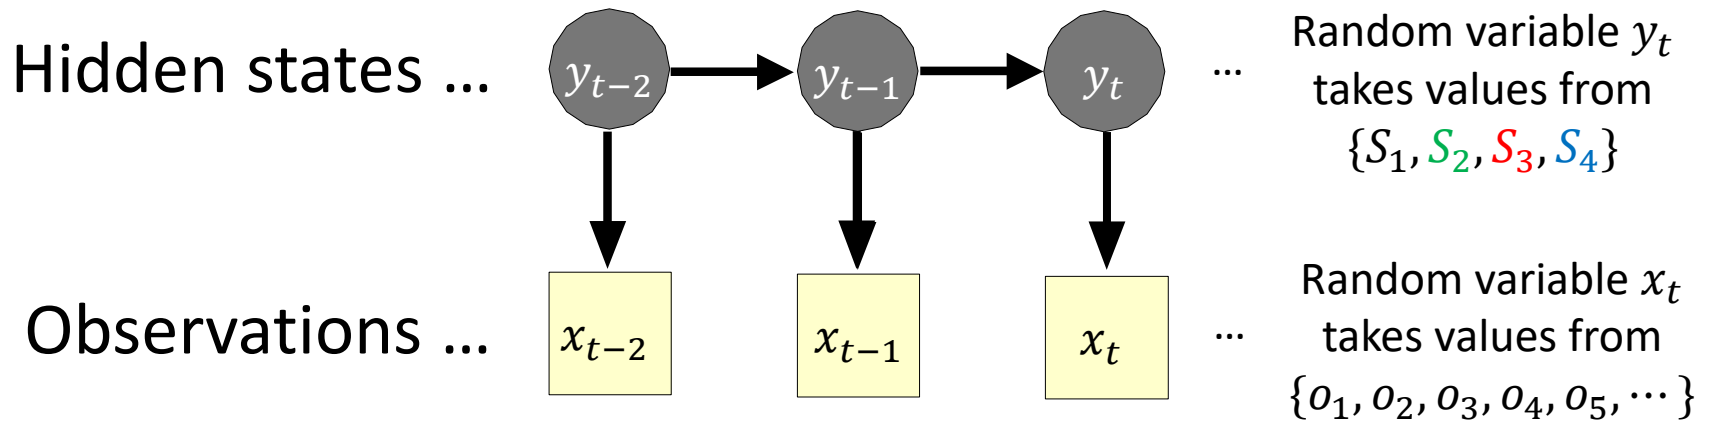 Hidden states ...
y_{t−2}
y_{t−1}
y_t
...
Random variable y_t
takes values from
{S_1, S_2, S_3, S_4}
Observations ...
x_{t−2}
x_{t−1}
x_t
...
Random variable x_t
takes values from
{o_1, o_2, o_3, o_4, o_5, ⋯ }